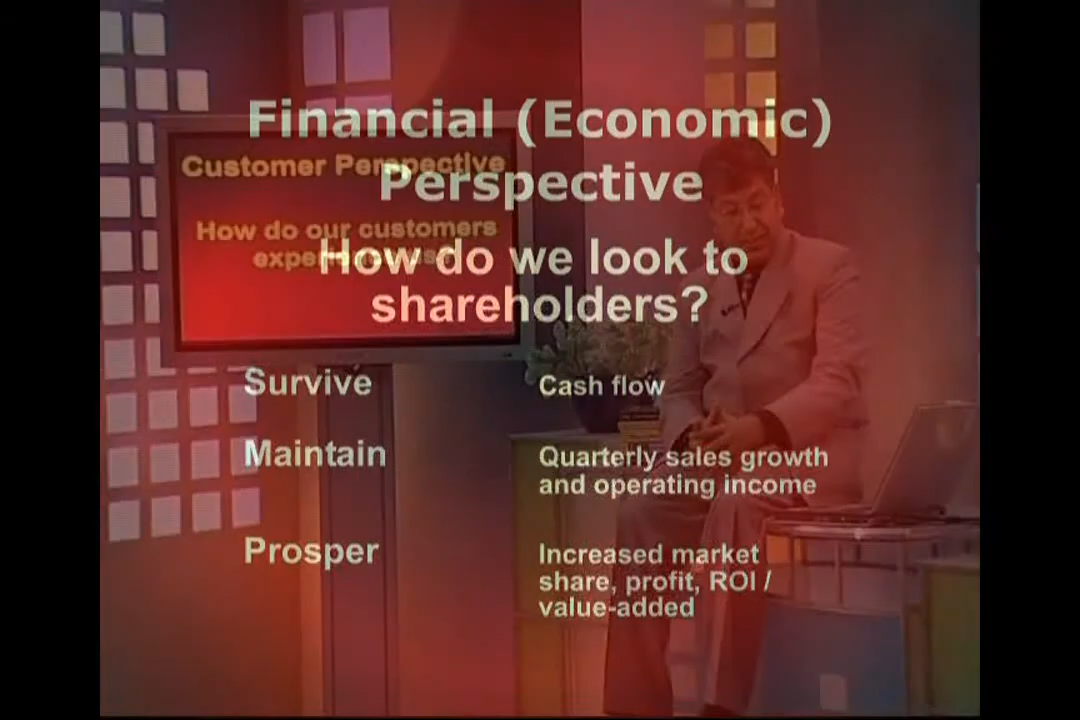 Financial (Economic)
Perspective
How do we look to
shareholders?
Survive Cash flow
Maintain Quarterly sales growth
and operating income
Prosper Increased market
share, profit, ROI /
value-added
Customer Perspective
How do our customers